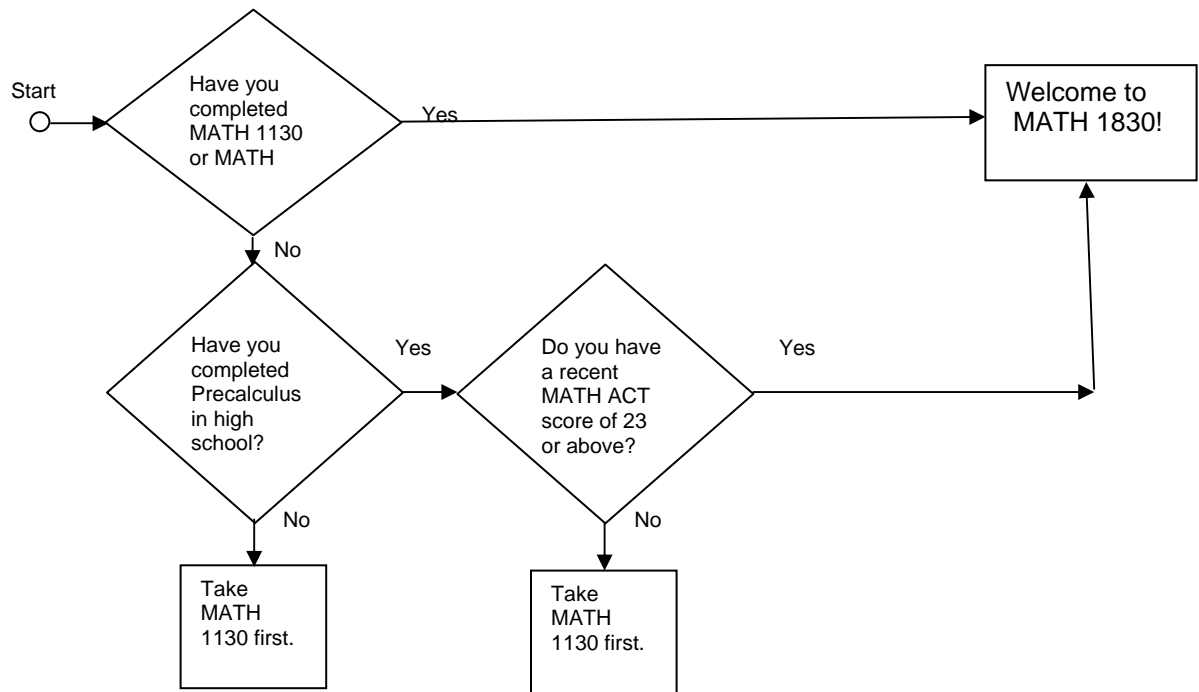 Start
Have you
completed
MATH 1130
or MATH
Yes
Welcome to
MATH 1830!
No
Have you
completed
Precalculus
in high
school?
Yes
Do you have
a recent
MATH ACT
score of 23
or above?
Yes
No
Take
MATH
1130 first.
No
Take
MATH
1130 first.